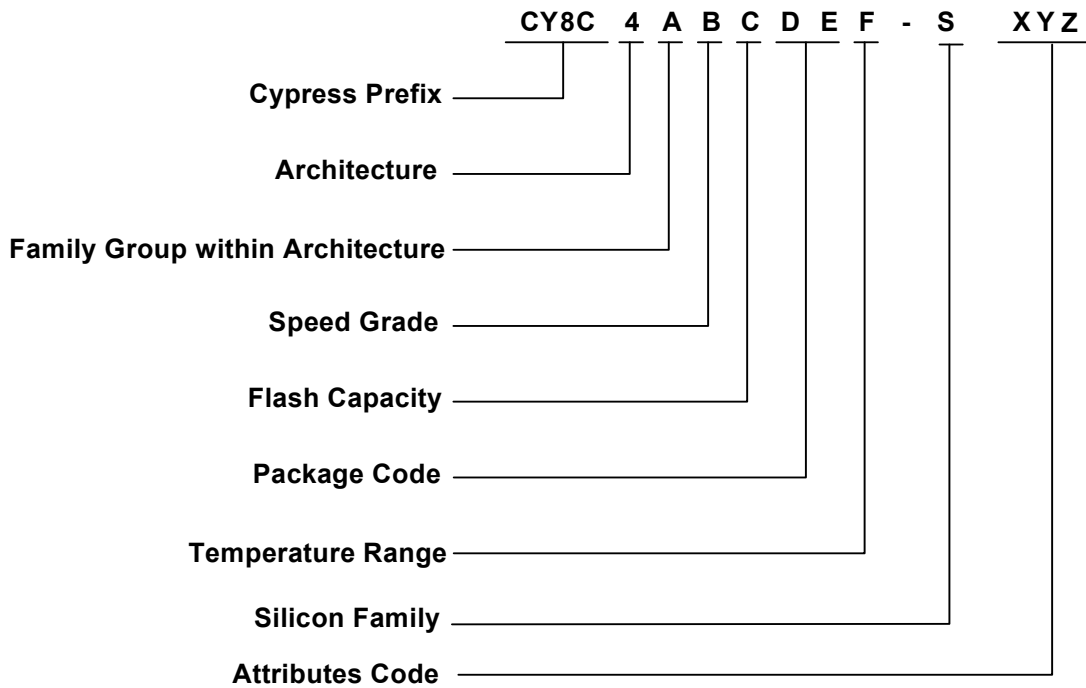 CY8C 4 A B C D E F - S XYZ
Cypress Prefix
Architecture
Family Group within Architecture
Speed Grade
Flash Capacity
Package Code
Temperature Range
Silicon Family
Attributes Code